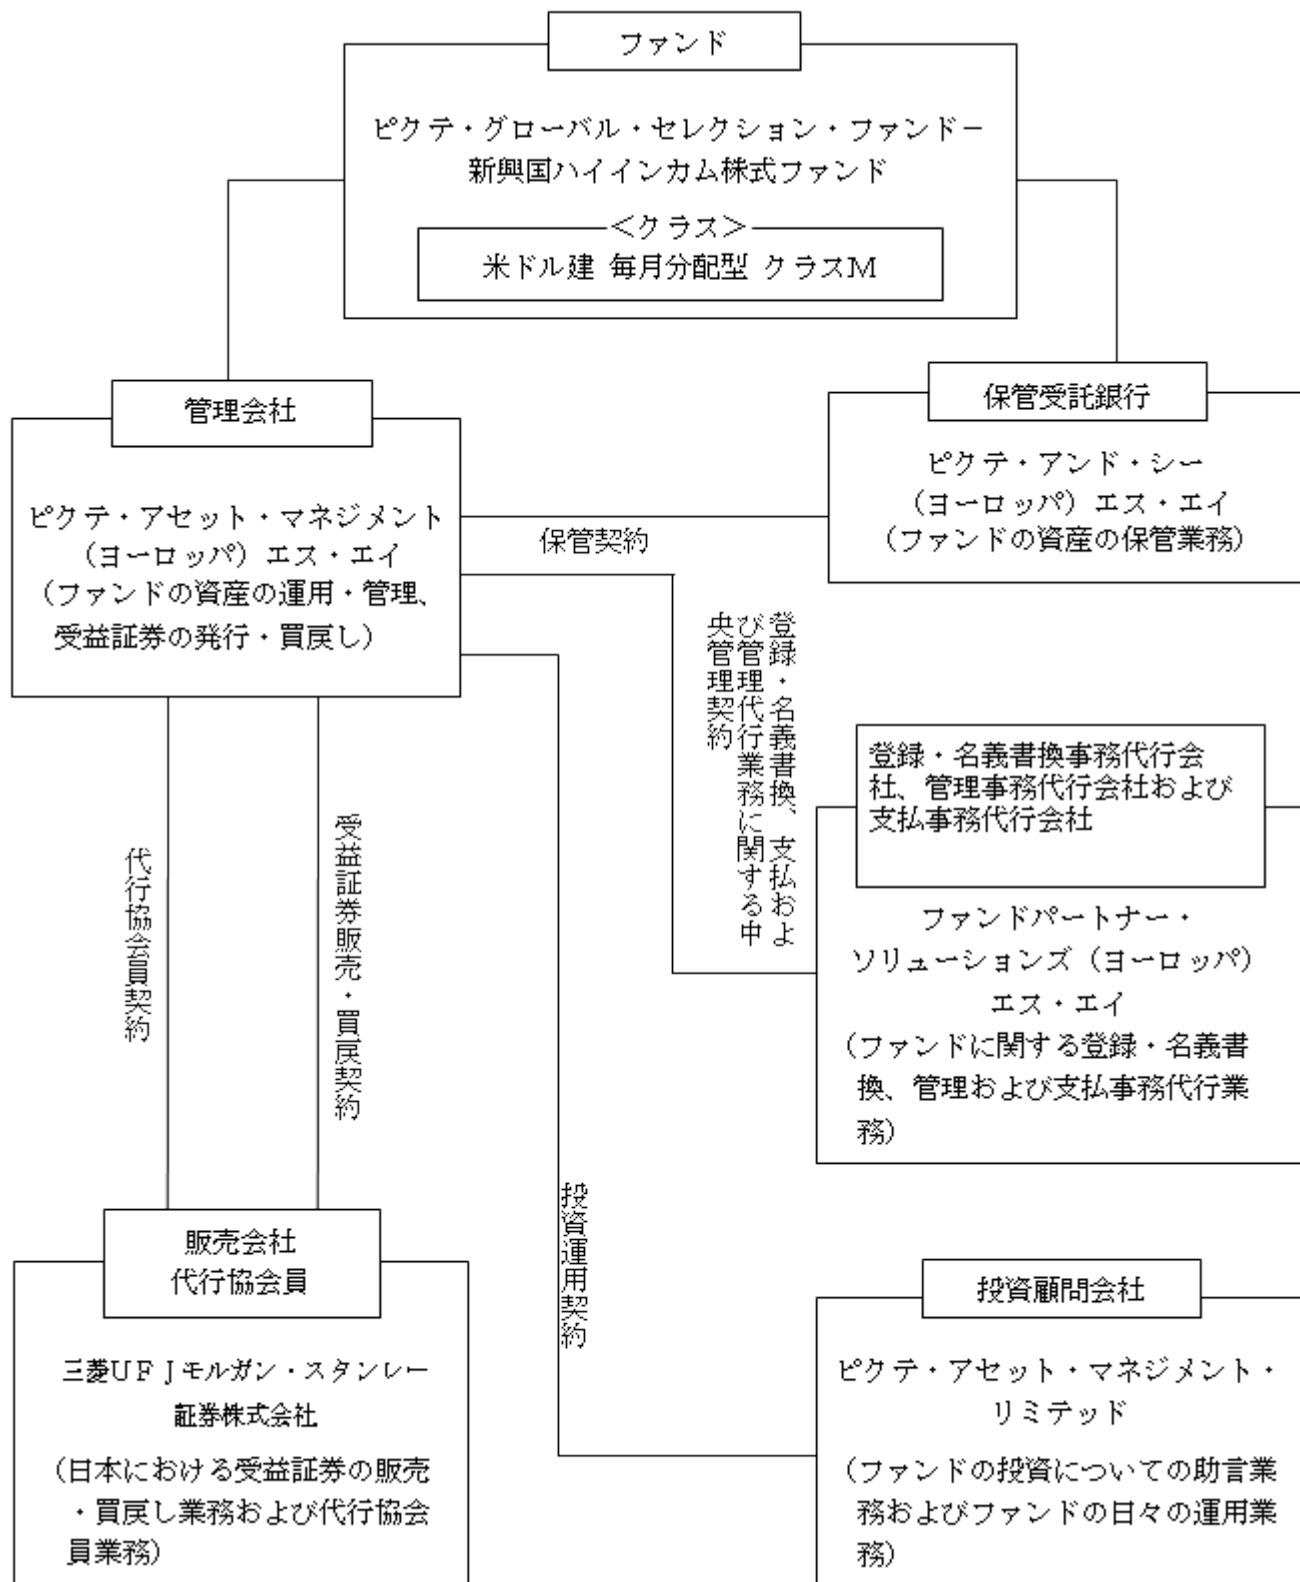 ファンド
ピクテ・グローバル・セレクション・ファンド－
新興国ハイインカム株式ファンド
＜クラス＞
米ドル建 毎月分配型 クラスM
管理会社
ピクテ・アセット・マネジメント
（ヨーロッパ）エス・エイ
（ファンドの資産の運用・管理、
受益証券の発行・買戻し）
保管受託銀行
ピクテ・アンド・シー
（ヨーロッパ）エス・エイ
（ファンドの資産の保管業務）
保管契約
登録・名義書換、支払およ
び管理代行業務に関する中
央管理契約
登録・名義書換事務代行会
社、管理事務代行会社および
支払事務代行会社
ファンドパートナー・
ソリューションズ（ヨーロッパ）
エス・エイ
（ファンドに関する登録・名義書
換、管理および支払事務代行業
務）
代行協会員契約
受益証券販売・買戻契約
投資運用契約
販売会社
代行協会員
三菱UFJモルガン・スタンレー
証券株式会社
（日本における受益証券の販売
・買戻し業務および代行協会
員業務）
投資顧問会社
ピクテ・アセット・マネジメント・
リミテッド
（ファンドの投資についての助言業
務およびファンドの日々の運用業
務）